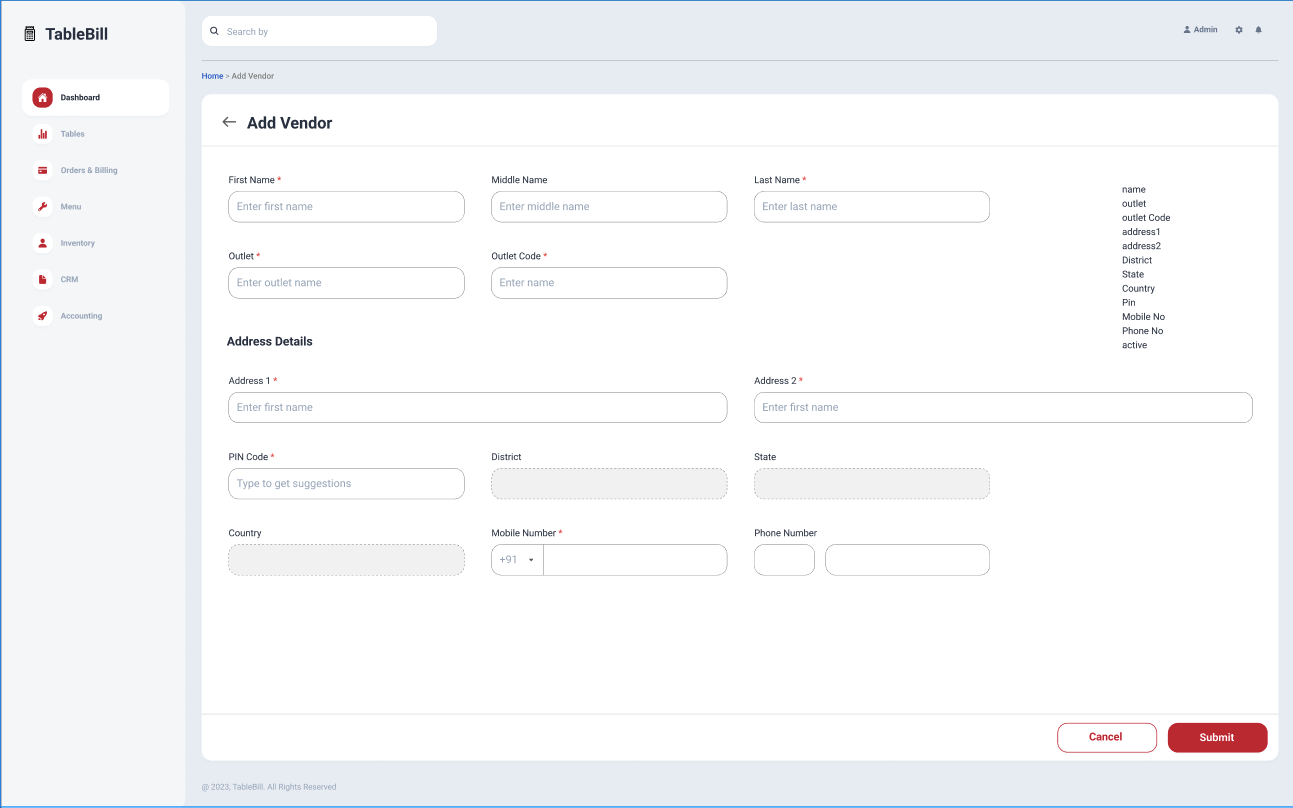 TableBill
Search by
Admin
Home > Add Vendor
Dashboard
Tables
Orders & Billing
Menu
Inventory
CRM
Accounting
Add Vendor
First Name *
Middle Name
Last Name *
Enter first name
Enter middle name
Enter last name
Outlet *
Outlet Code *
Enter outlet name
Enter name
name
outlet
outlet Code
address1
address2
District
State
Country
Pin
Mobile No
Phone No
active
Address Details
Address 1 *
Address 2 *
Enter first name
Enter first name
PIN Code *
District
State
Type to get suggestions
Country
Mobile Number *
Phone Number
+91
Cancel
Submit
@ 2023, TableBill. All Rights Reserved